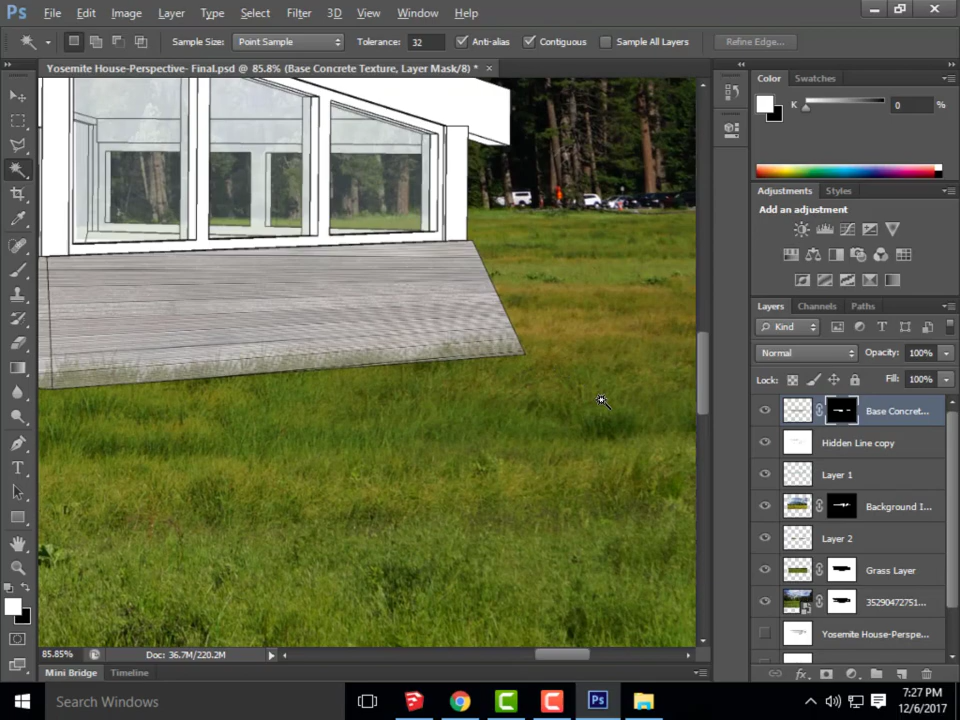 Ps File Edit Image Layer Type Select Filter 3D View Window Help
Sample Size: Point Sample Tolerance: 32 Anti-alias Contiguous Sample All Layers Refine Edge...
Yosemite House-Perspective- Final.psd @ 85.8% (Base Concrete Texture, Layer Mask/8) * ×
Color Swatches
K 0 %
Adjustments Styles
Add an adjustment
Layers Channels Paths
Kind T
Normal Opacity: 100%
Lock: Fill: 100%
Base Concret...
Hidden Line copy
Layer 1
Background I...
Layer 2
Grass Layer
35290472751...
Yosemite House-Perspe...
85.85% Doc: 36.7M/220.2M
Mini Bridge Timeline
Search Windows
Ps
7:27 PM
12/6/2017